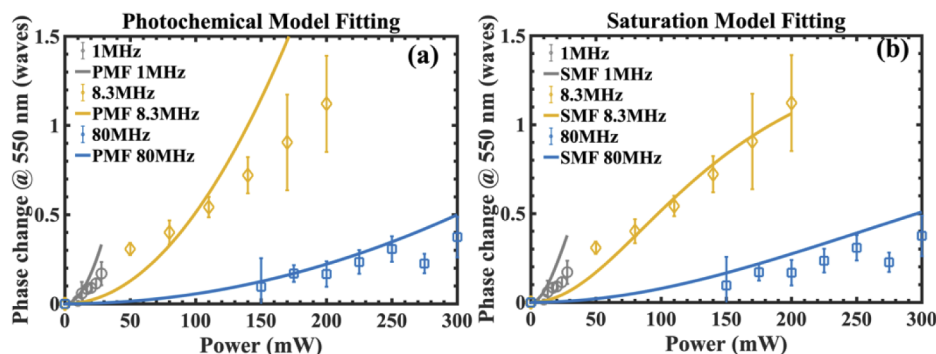 Photochemical Model Fitting
(a)
1MHz
PMF 1MHz
8.3MHz
PMF 8.3MHz
80MHz
PMF 80MHz
Phase change @ 550 nm (waves)
1.5
1
0.5
0
0 50 100 150 200 250 300
Power (mW)
Saturation Model Fitting
(b)
1MHz
SMF 1MHz
8.3MHz
SMF 8.3MHz
80MHz
SMF 80MHz
Phase change @ 550 nm (waves)
1.5
1
0.5
0
0 50 100 150 200 250 300
Power (mW)